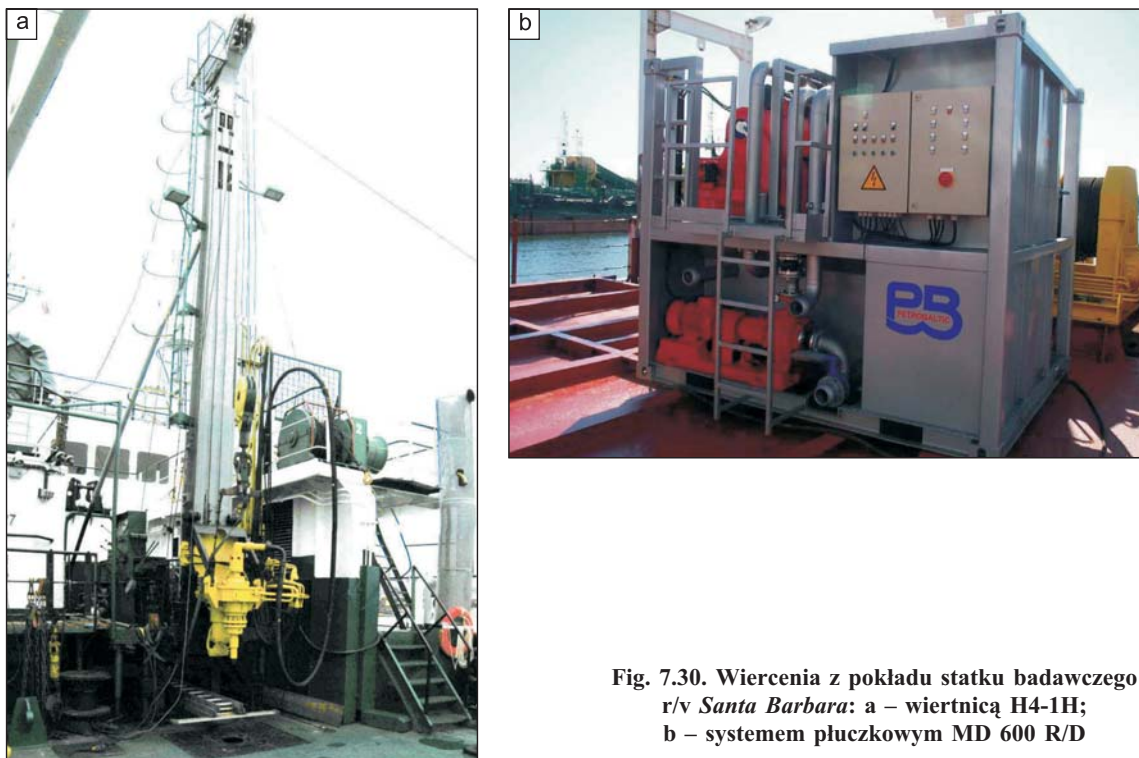 a
b
PB
PETROBALTIC
Fig. 7.30. Wiercenia z pokładu statku badawczego
r/v Santa Barbara: a – wiertnicą H4-1H;
b – systemem płuczkowym MD 600 R/D